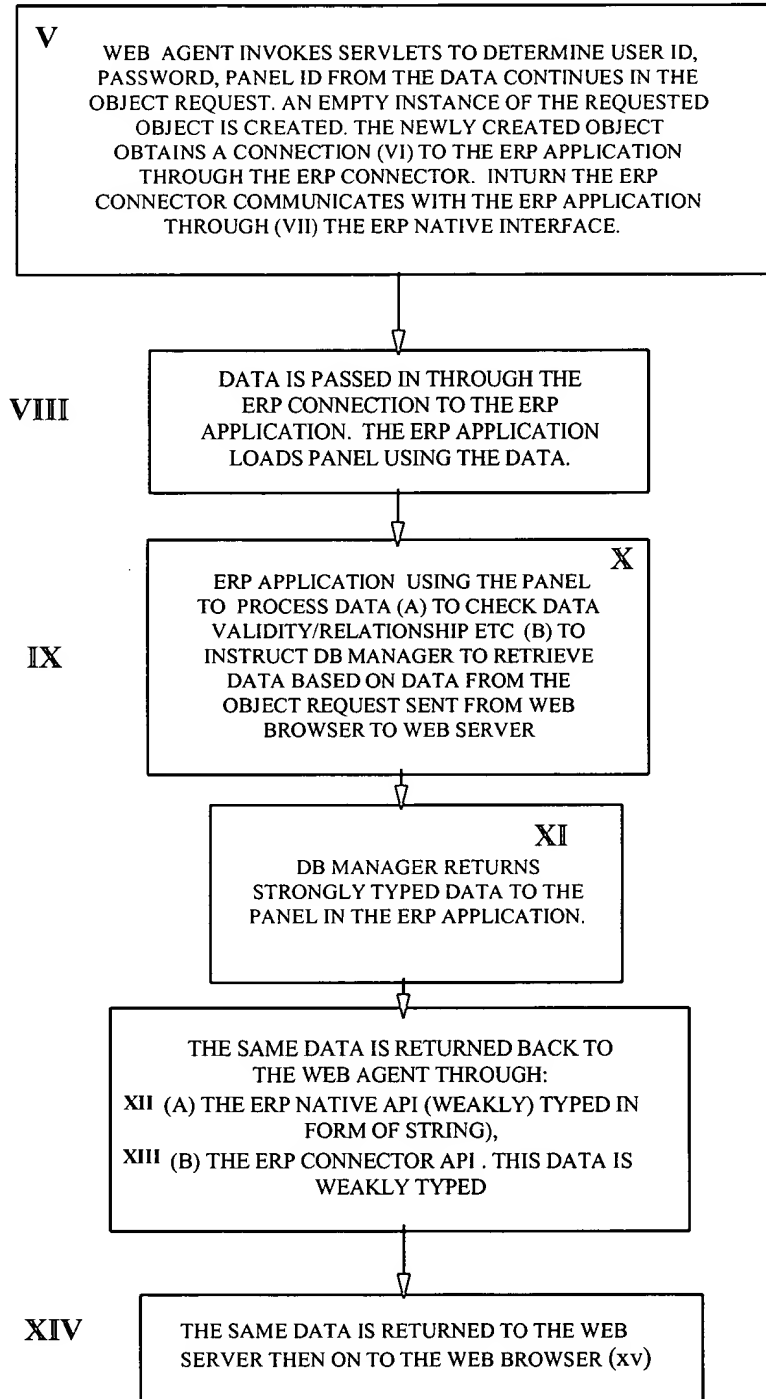 V
WEB AGENT INVOKES SERVLETS TO DETERMINE USER ID,
PASSWORD, PANEL ID FROM THE DATA CONTINUES IN THE
OBJECT REQUEST. AN EMPTY INSTANCE OF THE REQUESTED
OBJECT IS CREATED. THE NEWLY CREATED OBJECT
OBTAINS A CONNECTION (VI) TO THE ERP APPLICATION
THROUGH THE ERP CONNECTOR. INTURN THE ERP
CONNECTOR COMMUNICATES WITH THE ERP APPLICATION
THROUGH (VII) THE ERP NATIVE INTERFACE.
VIII
DATA IS PASSED IN THROUGH THE
ERP CONNECTION TO THE ERP
APPLICATION. THE ERP APPLICATION
LOADS PANEL USING THE DATA.
IX
X
ERP APPLICATION USING THE PANEL
TO PROCESS DATA (A) TO CHECK DATA
VALIDITY/RELATIONSHIP ETC (B) TO
INSTRUCT DB MANAGER TO RETRIEVE
DATA BASED ON DATA FROM THE
OBJECT REQUEST SENT FROM WEB
BROWSER TO WEB SERVER
XI
DB MANAGER RETURNS
STRONGLY TYPED DATA TO THE
PANEL IN THE ERP APPLICATION.
THE SAME DATA IS RETURNED BACK TO
THE WEB AGENT THROUGH:
XII (A) THE ERP NATIVE API (WEAKLY) TYPED IN
FORM OF STRING),
XIII (B) THE ERP CONNECTOR API . THIS DATA IS
WEAKLY TYPED
XIV
THE SAME DATA IS RETURNED TO THE WEB
SERVER THEN ON TO THE WEB BROWSER (XV)